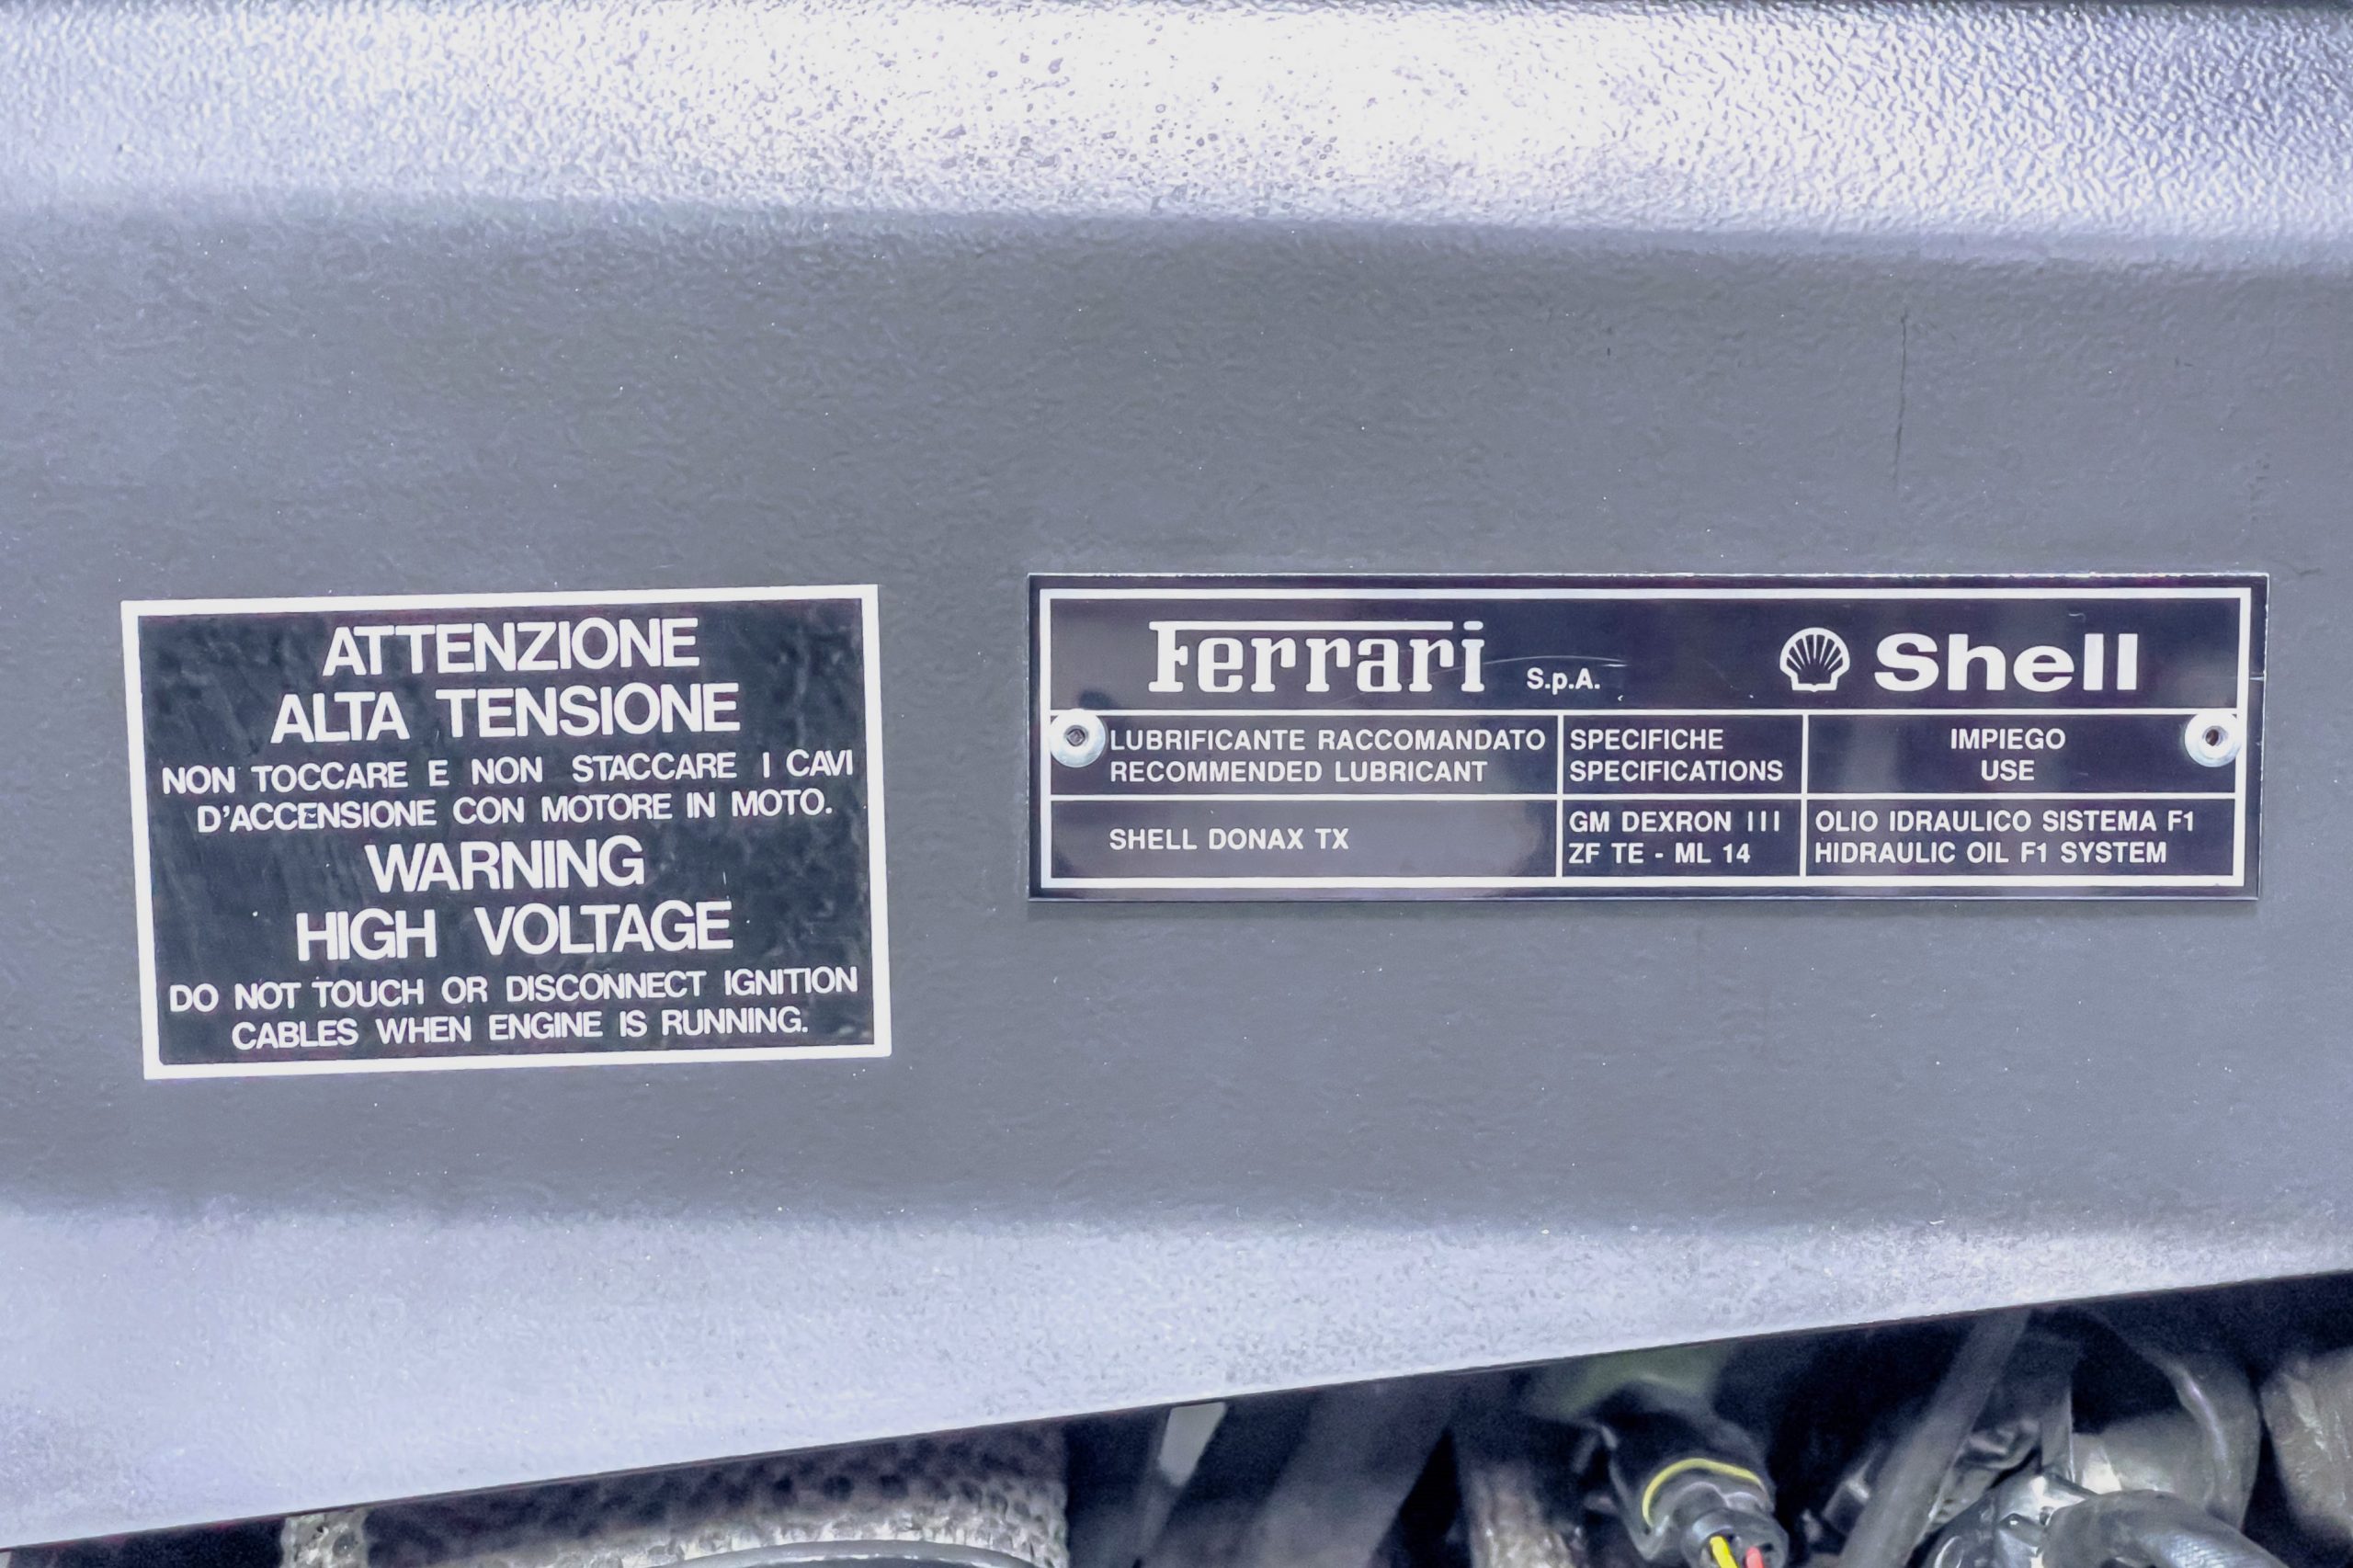 ATTENZIONE
ALTA TENSIONE
NON TOCCARE E NON STACCARE I CAVI
D'ACCENSIONE CON MOTORE IN MOTO.
WARNING
HIGH VOLTAGE
DO NOT TOUCH OR DISCONNECT IGNITION
CABLES WHEN ENGINE IS RUNNING.
Ferrari S.p.A.
Shell
LUBRIFICANTE RACCOMANDATO
RECOMMENDED LUBRICANT
SPECIFICHE
SPECIFICATIONS
IMPIEGO
USE
SHELL DONAX TX
GM DEXRON III
ZF TE - ML 14
OLIO IDRAULICO SISTEMA F1
HIDRAULIC OIL F1 SYSTEM